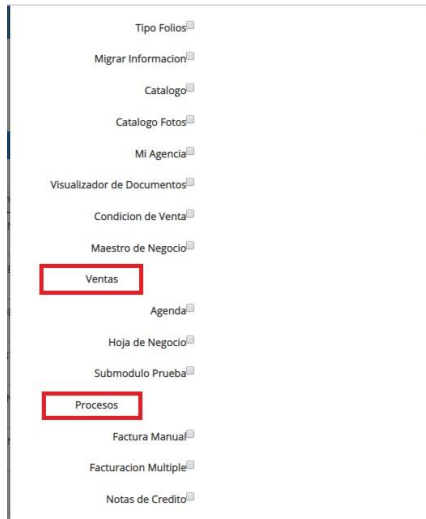 Tipo Folios
Migrar Informacion
Catalogo
Catalogo Fotos
Mi Agencia
Visualizador de Documentos
Condicion de Venta
Maestro de Negocio
Ventas
Agenda
Hoja de Negocio
Submodulo Prueba
Procesos
Factura Manual
Facturacion Multiple
Notas de Credito